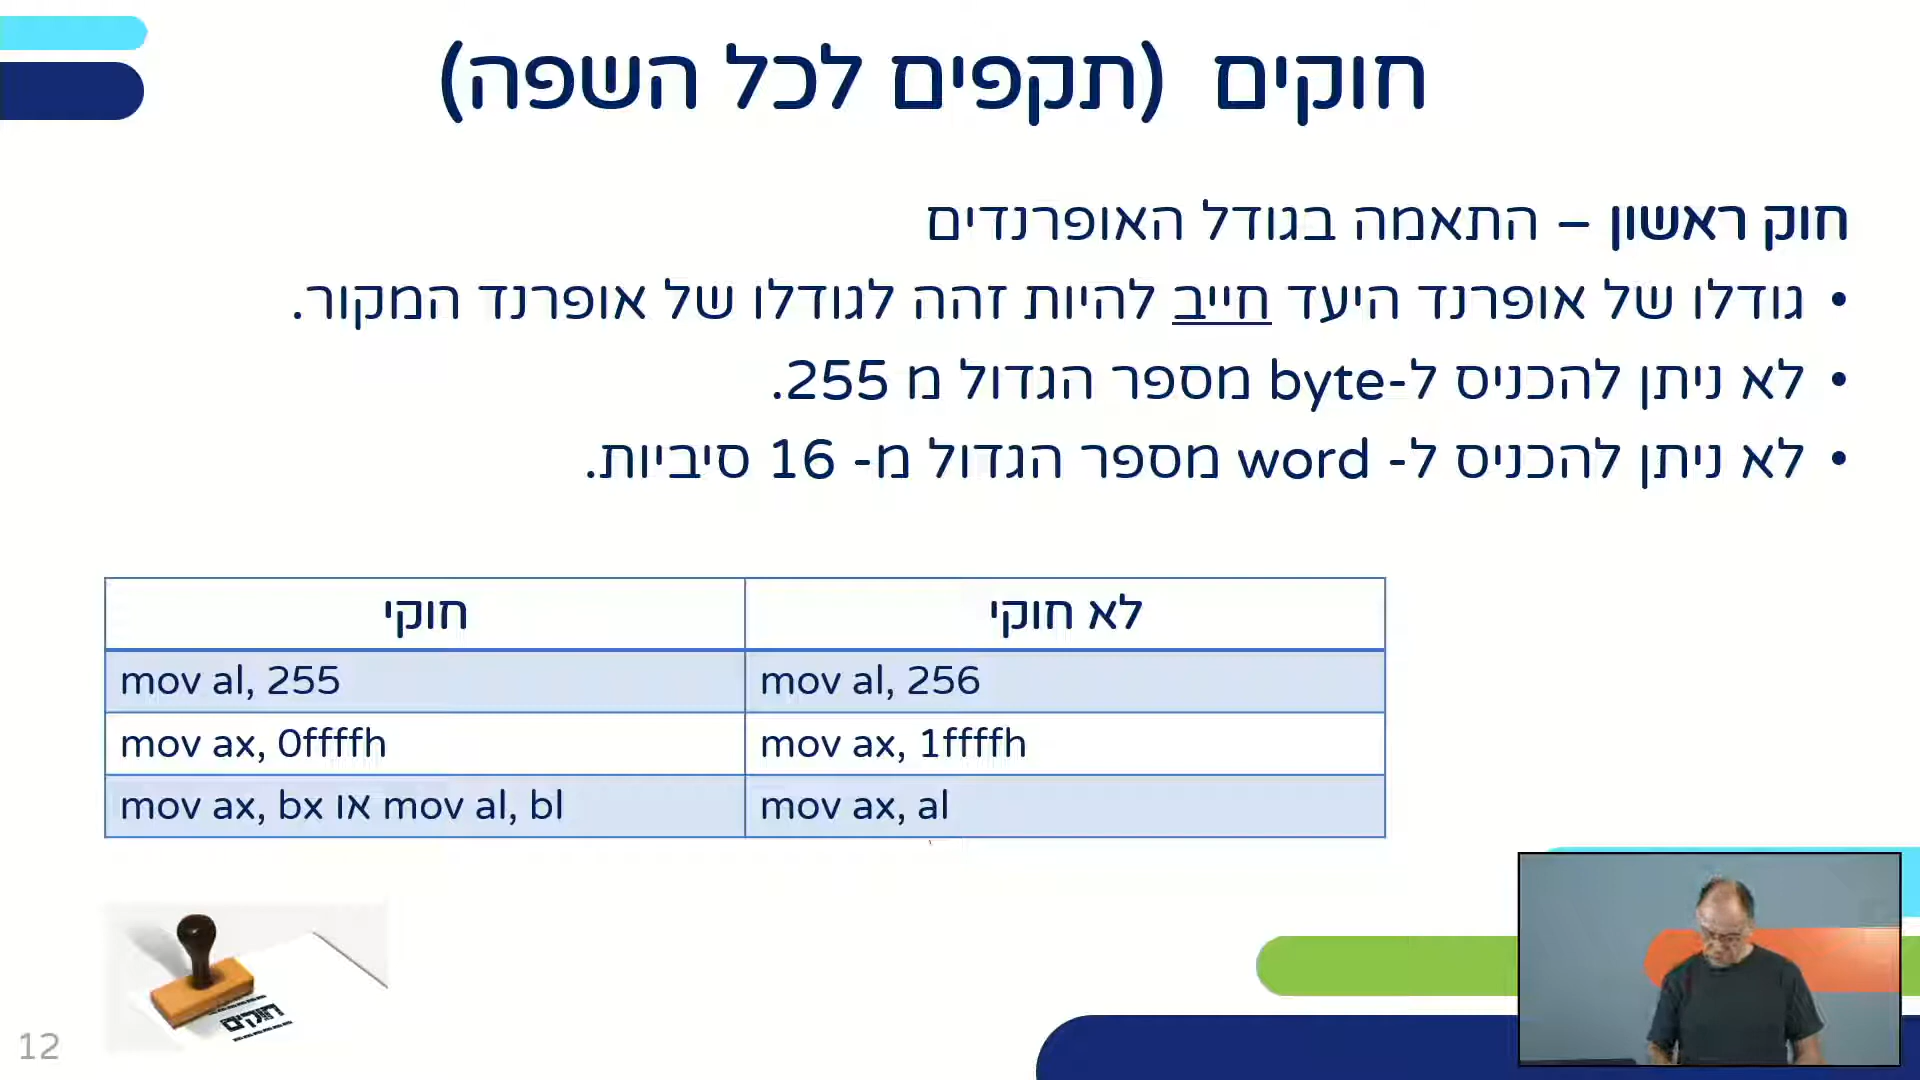 חוקים (תקפים לכל השפה)
חוק ראשון – התאמה בגודל האופרנדים
• גודלו של אופרנד היעד חייב להיות זהה לגודלו של אופרנד המקור.
• לא ניתן להכניס ל-byte מספר הגדול מ 255.
• לא ניתן להכניס ל- word מספר הגדול מ- 16 סיביות.
חוקי
לא חוקי
mov al, 255
mov al, 256
mov ax, 0ffffh
mov ax, 1ffffh
mov ax, bx או mov al, bl
mov ax, al
חוקים
12